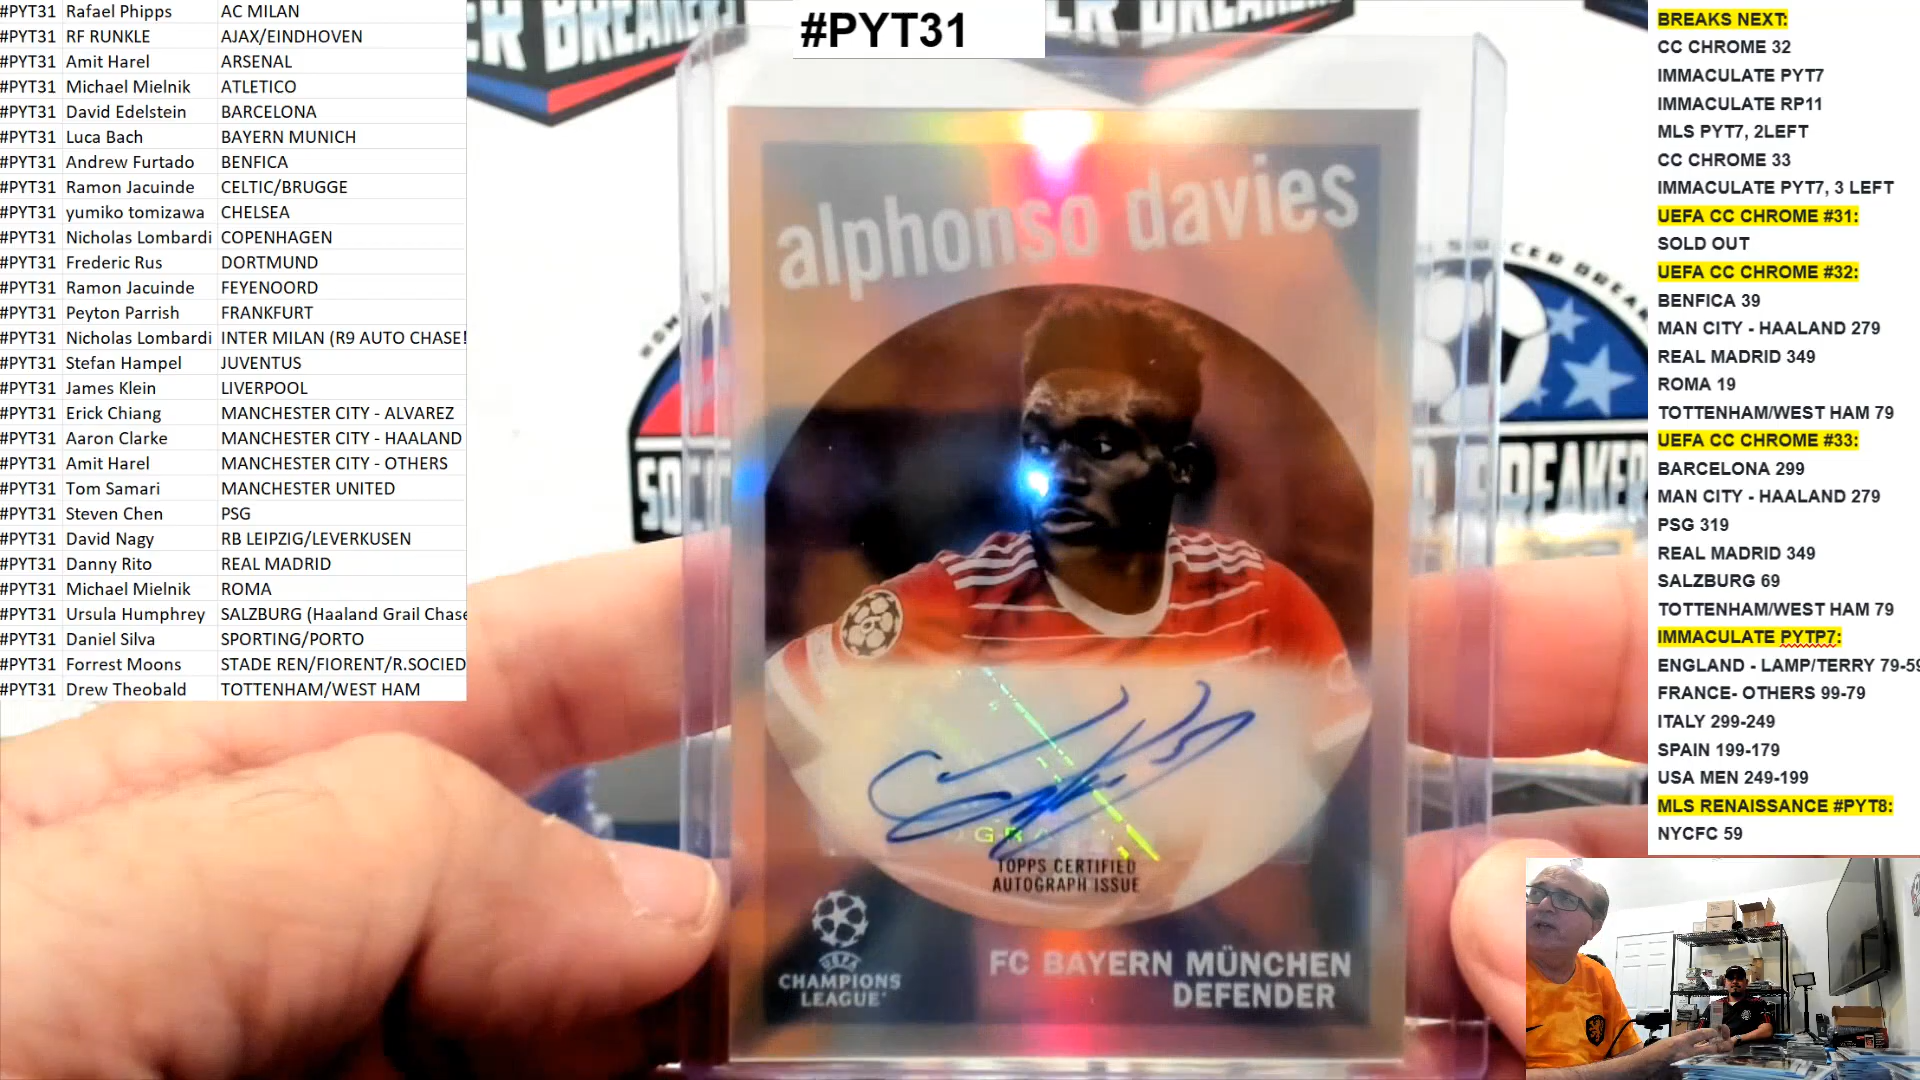 #PYT31 Rafael Phipps AC MILAN
#PYT31 RF RUNKLE AJAX/EINDHOVEN
#PYT31 Amit Harel ARSENAL
#PYT31 Michael Mielnik ATLETICO
#PYT31 David Edelstein BARCELONA
#PYT31 Luca Bach BAYERN MUNICH
#PYT31 Andrew Furtado BENFICA
#PYT31 Ramon Jacuinde CELTIC/BRUGGE
#PYT31 yumiko tomizawa CHELSEA
#PYT31 Nicholas Lombardi COPENHAGEN
#PYT31 Frederic Rus DORTMUND
#PYT31 Ramon Jacuinde FEYENOORD
#PYT31 Peyton Parrish FRANKFURT
#PYT31 Nicholas Lombardi INTER MILAN (R9 AUTO CHASE!
#PYT31 Stefan Hampel JUVENTUS
#PYT31 James Klein LIVERPOOL
#PYT31 Erick Chiang MANCHESTER CITY - ALVAREZ
#PYT31 Aaron Clarke MANCHESTER CITY - HAALAND
#PYT31 Amit Harel MANCHESTER CITY - OTHERS
#PYT31 Tom Samari MANCHESTER UNITED
#PYT31 Steven Chen PSG
#PYT31 David Nagy RB LEIPZIG/LEVERKUSEN
#PYT31 Danny Rito REAL MADRID
#PYT31 Michael Mielnik ROMA
#PYT31 Ursula Humphrey SALZBURG (Haaland Grail Chase
#PYT31 Daniel Silva SPORTING/PORTO
#PYT31 Forrest Moons STADE REN/FIORENT/R.SOCIED
#PYT31 Drew Theobald TOTTENHAM/WEST HAM
#PYT31
alphonso davies
TOPPS CERTIFIED
AUTOGRAPH ISSUE
UEFA
CHAMPIONS
LEAGUE
FC BAYERN MÜNCHEN
DEFENDER
BREAKS NEXT:
CC CHROME 32
IMMACULATE PYT7
IMMACULATE RP11
MLS PYT7, 2LEFT
CC CHROME 33
IMMACULATE PYT7, 3 LEFT
UEFA CC CHROME #31:
SOLD OUT
UEFA CC CHROME #32:
BENFICA 39
MAN CITY - HAALAND 279
REAL MADRID 349
ROMA 19
TOTTENHAM/WEST HAM 79
UEFA CC CHROME #33:
BARCELONA 299
MAN CITY - HAALAND 279
PSG 319
REAL MADRID 349
SALZBURG 69
TOTTENHAM/WEST HAM 79
IMMACULATE PYTP7:
ENGLAND - LAMP/TERRY 79-59
FRANCE- OTHERS 99-79
ITALY 299-249
SPAIN 199-179
USA MEN 249-199
MLS RENAISSANCE #PYT8:
NYCFC 59